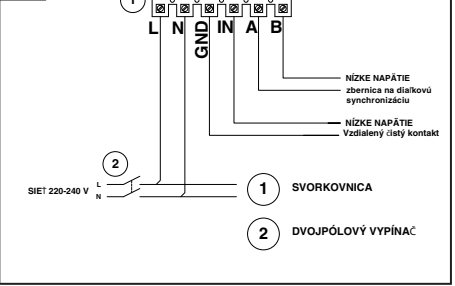 1
L N GND IN A B
NÍZKE NAPÄTIE
zbernica na diaľkovú
synchronizáciu
NÍZKE NAPÄTIE
Vzdialený čistý kontakt
2
SIEŤ 220-240 V
L
N
1 SVORKOVNICA
2 DVOJPÓLOVÝ VYPÍNAČ